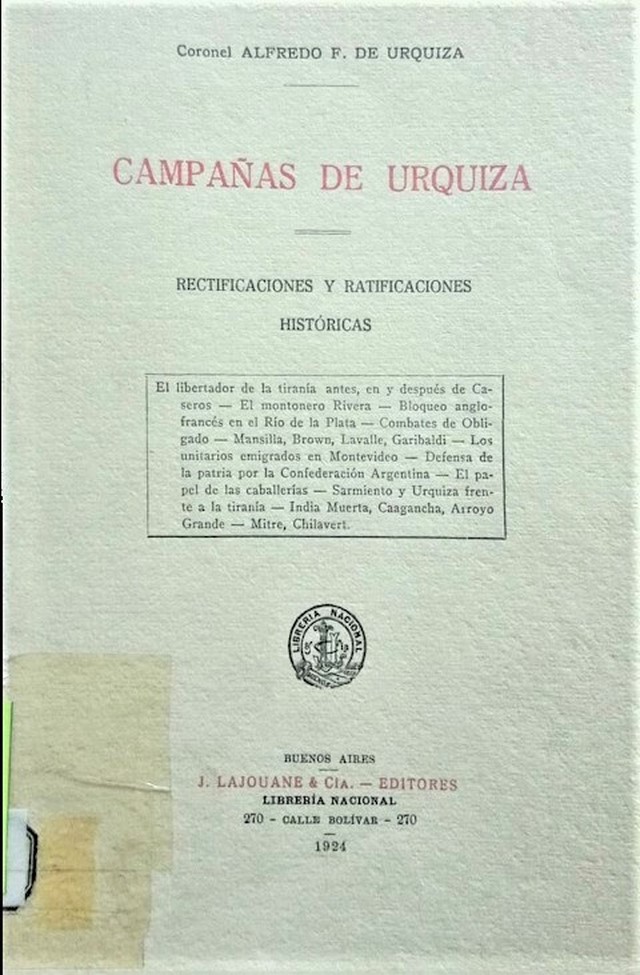 Coronel ALFREDO F. DE URQUIZA
CAMPAÑAS DE URQUIZA
RECTIFICACIONES Y RATIFICACIONES
HISTÓRICAS
El libertador de la tiranía antes, en y después de Ca-
seros — El montonero Rivera — Bloqueo anglo-
francés en el Río de la Plata — Combates de Obli-
gado — Mansilla, Brown, Lavalle, Garibaldi — Los
unitarios emigrados en Montevideo — Defensa de
la patria por la Confederación Argentina — El pa-
pel de las caballerías — Sarmiento y Urquiza fren-
te a la tiranía — India Muerta, Caagancha, Arroyo
Grande — Mitre, Chilavert.
LIBRERIA NACIONAL
BUENOS AIRES
J. LAJOUANE & CIA. — EDITORES
LIBRERÍA NACIONAL
270 - CALLE BOLÍVAR - 270
1924